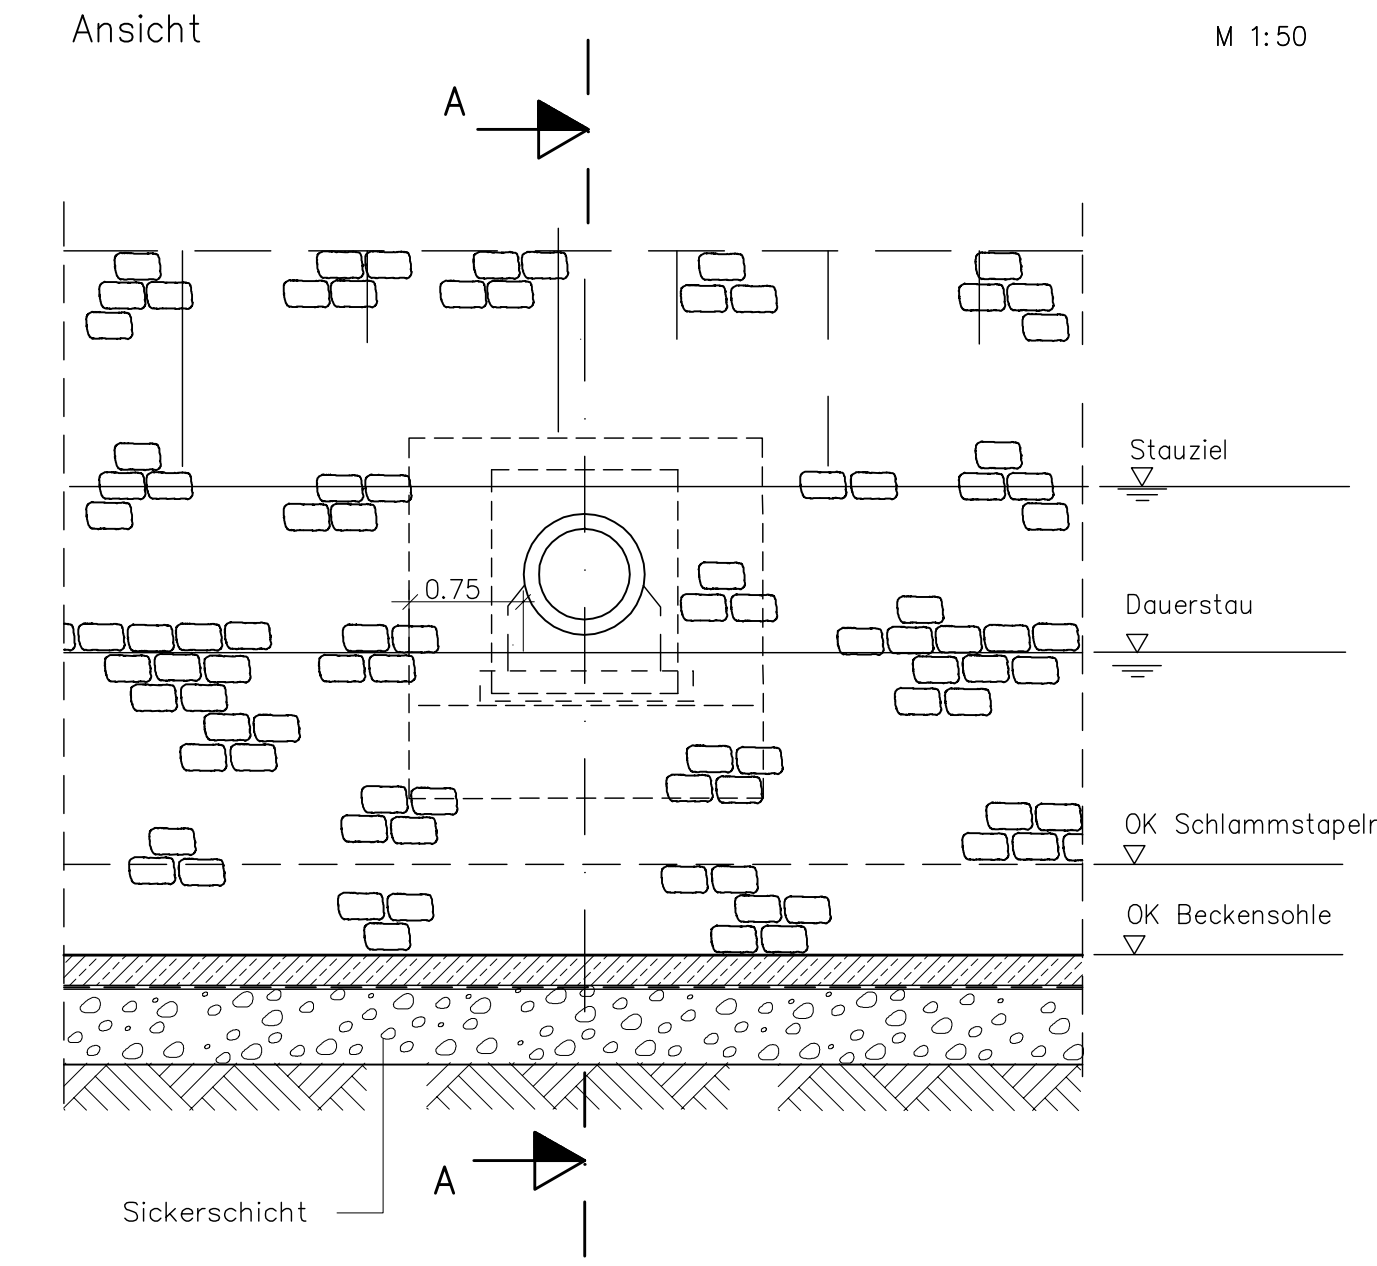 Ansicht
M 1:50
A
Stauziel
0.75
Dauerstau
OK Schlammstapelr
OK Beckensohle
A
Sickerschicht